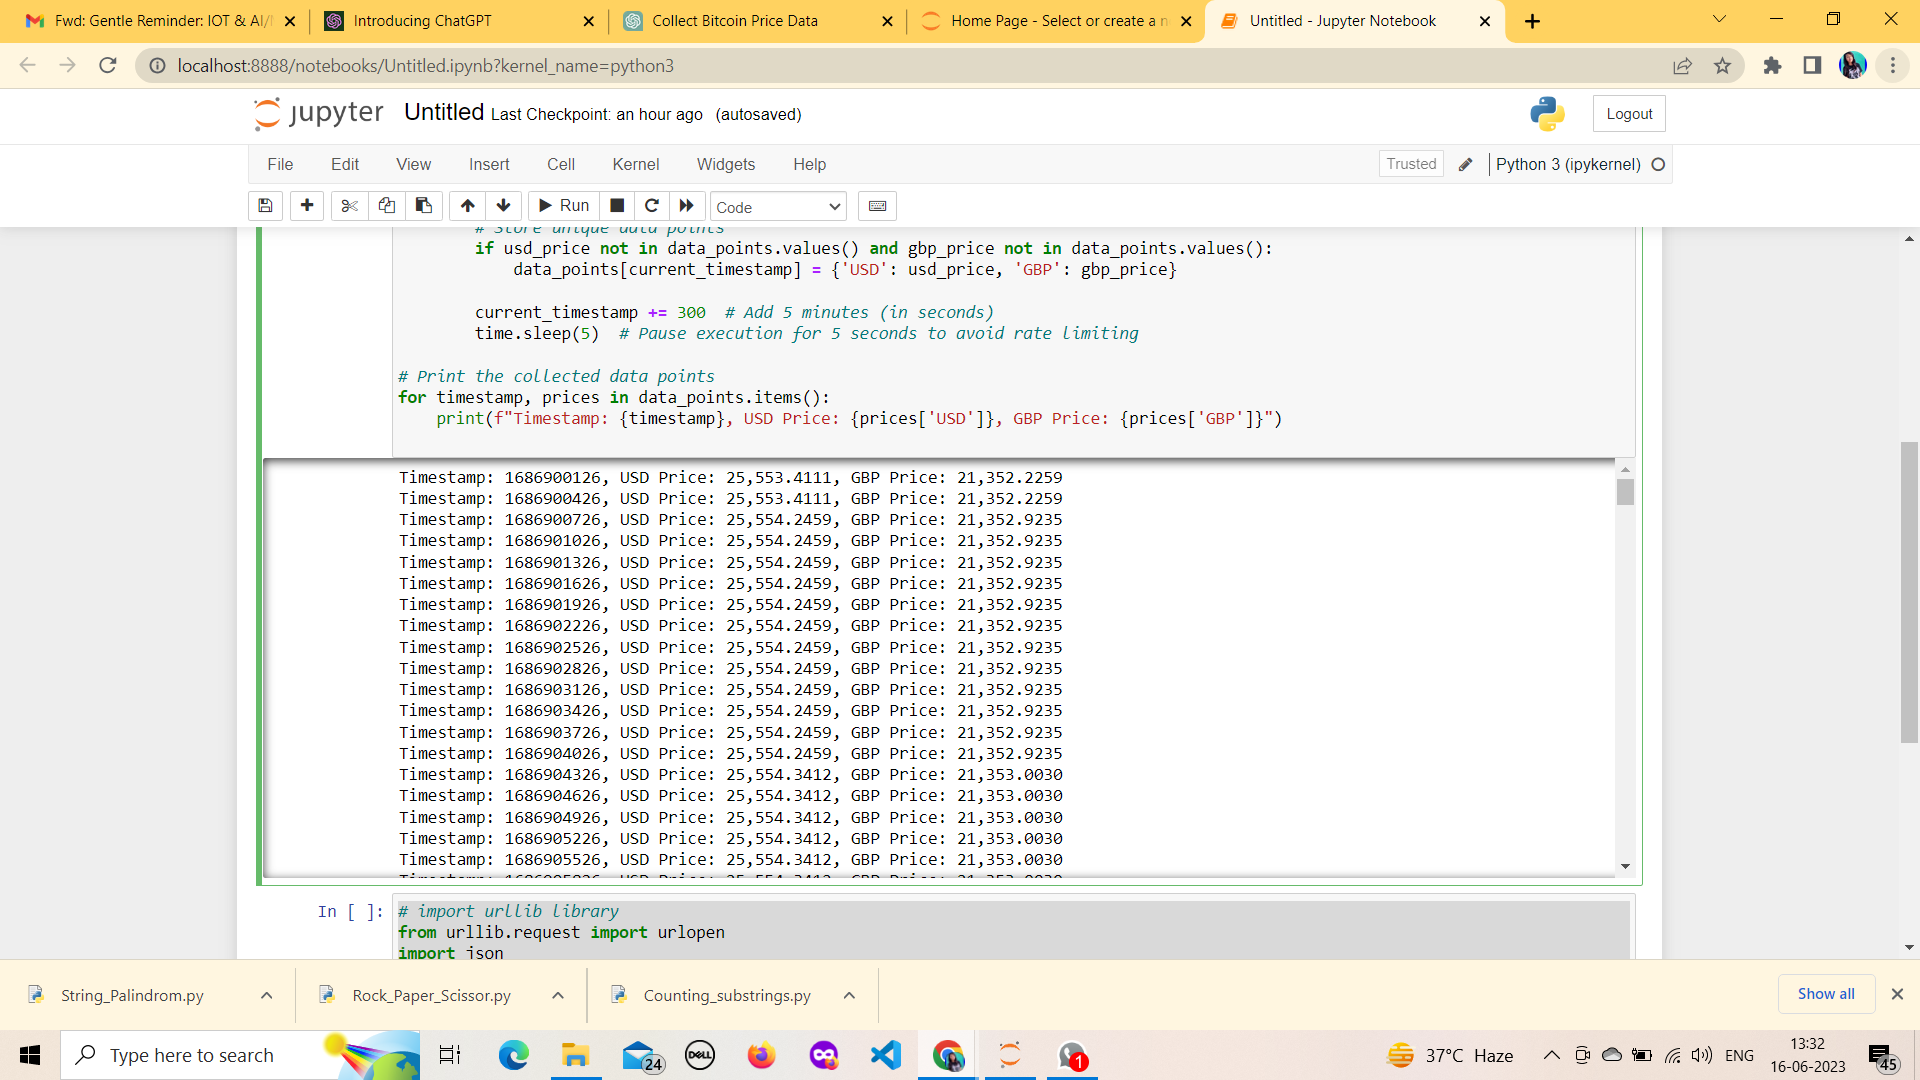 Fwd: Gentle Reminder: IOT & AI/
Introducing ChatGPT
Collect Bitcoin Price Data
Home Page - Select or create a n
Untitled - Jupyter Notebook
localhost:8888/notebooks/Untitled.ipynb?kernel_name=python3
jupyter Untitled Last Checkpoint: an hour ago (autosaved)
Logout
File Edit View Insert Cell Kernel Widgets Help
Trusted
Python 3 (ipykernel)
Run
Code
# Store unique data points
if usd_price not in data_points.values() and gbp_price not in data_points.values():
data_points[current_timestamp] = {'USD': usd_price, 'GBP': gbp_price}
current_timestamp += 300 # Add 5 minutes (in seconds)
time.sleep(5) # Pause execution for 5 seconds to avoid rate limiting
# Print the collected data points
for timestamp, prices in data_points.items():
print(f"Timestamp: {timestamp}, USD Price: {prices['USD']}, GBP Price: {prices['GBP']}")
Timestamp: 1686900126, USD Price: 25,553.4111, GBP Price: 21,352.2259
Timestamp: 1686900426, USD Price: 25,553.4111, GBP Price: 21,352.2259
Timestamp: 1686900726, USD Price: 25,554.2459, GBP Price: 21,352.9235
Timestamp: 1686901026, USD Price: 25,554.2459, GBP Price: 21,352.9235
Timestamp: 1686901326, USD Price: 25,554.2459, GBP Price: 21,352.9235
Timestamp: 1686901626, USD Price: 25,554.2459, GBP Price: 21,352.9235
Timestamp: 1686901926, USD Price: 25,554.2459, GBP Price: 21,352.9235
Timestamp: 1686902226, USD Price: 25,554.2459, GBP Price: 21,352.9235
Timestamp: 1686902526, USD Price: 25,554.2459, GBP Price: 21,352.9235
Timestamp: 1686902826, USD Price: 25,554.2459, GBP Price: 21,352.9235
Timestamp: 1686903126, USD Price: 25,554.2459, GBP Price: 21,352.9235
Timestamp: 1686903426, USD Price: 25,554.2459, GBP Price: 21,352.9235
Timestamp: 1686903726, USD Price: 25,554.2459, GBP Price: 21,352.9235
Timestamp: 1686904026, USD Price: 25,554.2459, GBP Price: 21,352.9235
Timestamp: 1686904326, USD Price: 25,554.3412, GBP Price: 21,353.0030
Timestamp: 1686904626, USD Price: 25,554.3412, GBP Price: 21,353.0030
Timestamp: 1686904926, USD Price: 25,554.3412, GBP Price: 21,353.0030
Timestamp: 1686905226, USD Price: 25,554.3412, GBP Price: 21,353.0030
Timestamp: 1686905526, USD Price: 25,554.3412, GBP Price: 21,353.0030
Timestamp: 1686905826, USD Price: 25,554.3412, GBP Price: 21,353.0030
In [ ]: # import urllib library
from urllib.request import urlopen
import json
String_Palindrom.py
Rock_Paper_Scissor.py
Counting_substrings.py
Show all
Type here to search
24
DELL
1
37°C Haze
ENG
13:32
16-06-2023
45